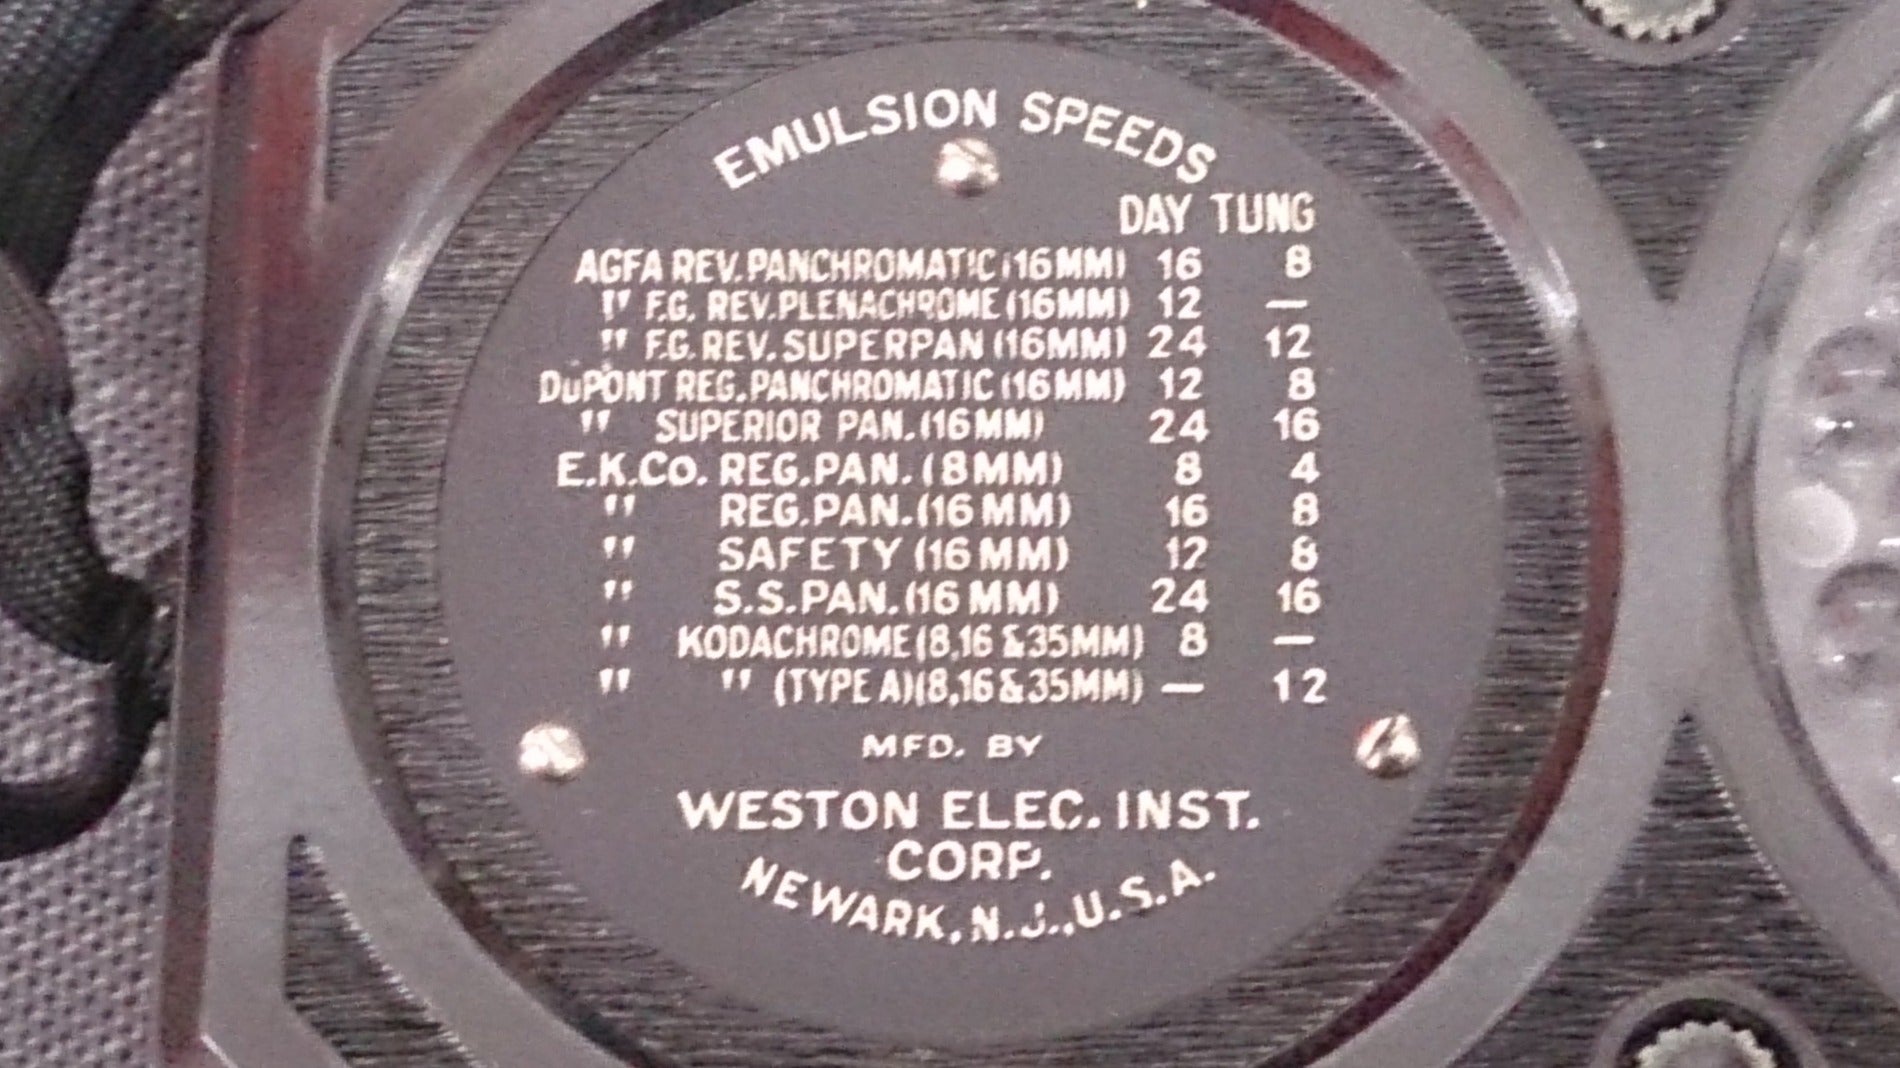 EMULSION SPEEDS
DAY TUNG
AGFA REV. PANCHROMATIC (16MM) 16 8
" F.G. REV. PLENACHROME (16MM) 12 —
" F.G. REV. SUPERPAN (16MM) 24 12
DuPONT REG. PANCHROMATIC (16MM) 12 8
" SUPERIOR PAN. (16MM) 24 16
E.K.Co. REG. PAN. (8MM) 8 4
" REG. PAN. (16MM) 16 8
" SAFETY (16MM) 12 8
" S.S. PAN. (16MM) 24 16
" KODACHROME (8,16 & 35MM) 8 —
" " (TYPE A) (8,16 & 35MM) — 12
MFD. BY
WESTON ELEC. INST.
CORP.
NEWARK, N.J., U.S.A.